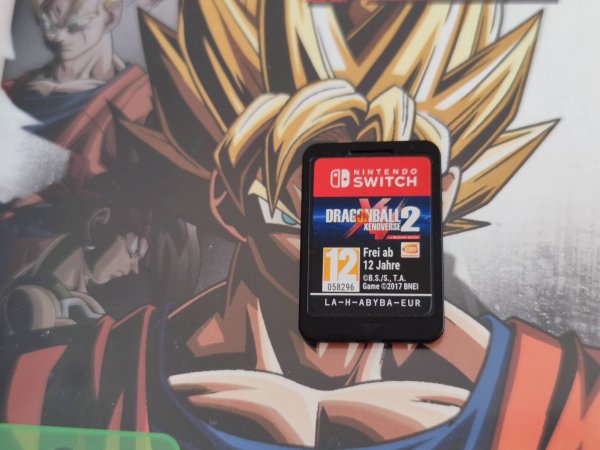 NINTENDO
SWITCH
DRAGONBALL
XENOVERSE 2
12
058296
Frei ab
12 Jahre
©B.S./S., T.A.
Game ©2017 BNEI
LA-H-ABYBA-EUR